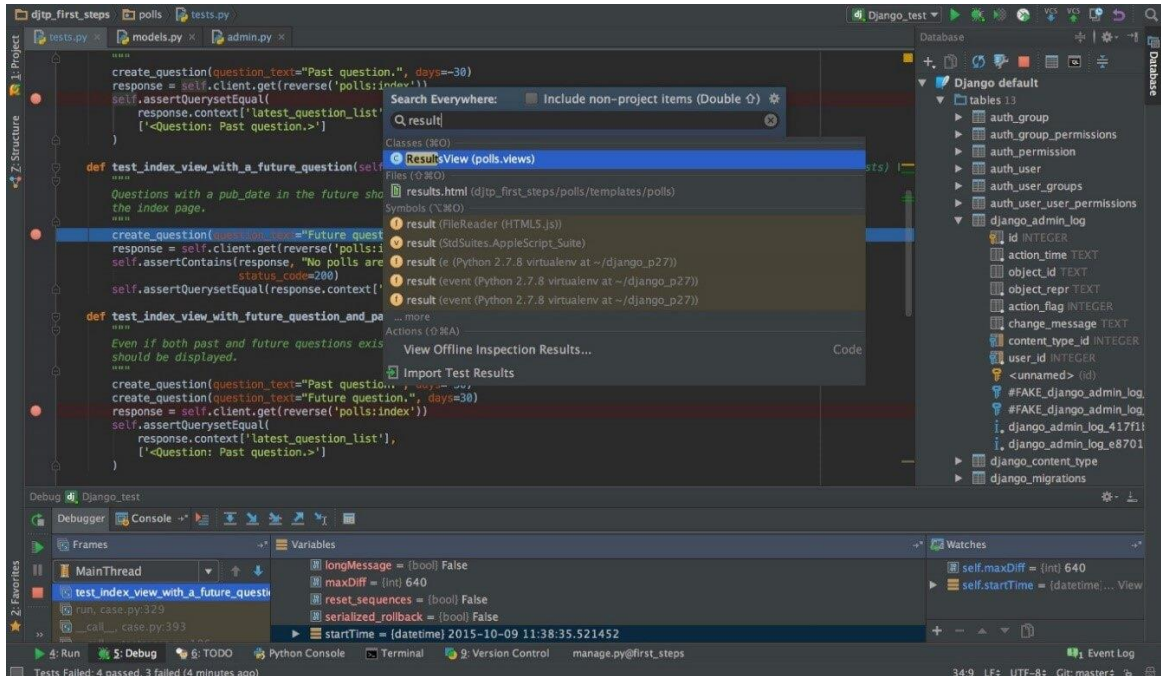 djtp_first_steps polls tests.py
Django_test
tests.py models.py admin.py
Database
1: Project
Z: Structure
2: Favorites
Database
"""
create_question(question_text="Past question.", days=-30)
response = self.client.get(reverse('polls:index'))
self.assertQuerysetEqual(
response.context['latest_question_list'
['<Question: Past question.>']
)
def test_index_view_with_a_future_question(self
"""
Questions with a pub_date in the future sho
the index page.
"""
create_question(question_text="Future quest
response = self.client.get(reverse('polls:i
self.assertContains(response, "No polls are
status_code=200)
self.assertQuerysetEqual(response.context['
def test_index_view_with_future_question_and_pa
"""
Even if both past and future questions exis
should be displayed.
"""
create_question(question_text="Past question.", days=-30)
create_question(question_text="Future question.", days=30)
response = self.client.get(reverse('polls:index'))
self.assertQuerysetEqual(
response.context['latest_question_list'],
['<Question: Past question.>']
)
Search Everywhere: Include non-project items (Double ⇧)
result
Classes (⌘O)
ResultsView (polls.views)
Files (⇧⌘O)
results.html (djtp_first_steps/polls/templates/polls)
Symbols (⌥⌘O)
result (FileReader (HTML5.js))
result (StdSuites.AppleScript_Suite)
result (e (Python 2.7.8 virtualenv at ~/django_p27))
result (event (Python 2.7.8 virtualenv at ~/django_p27))
result (event (Python 2.7.8 virtualenv at ~/django_p27))
... more
Actions (⇧⌘A)
View Offline Inspection Results... Code
Import Test Results
sts)
Django default
tables 13
auth_group
auth_group_permissions
auth_permission
auth_user
auth_user_groups
auth_user_user_permissions
django_admin_log
id INTEGER
action_time TEXT
object_id TEXT
object_repr TEXT
action_flag INTEGER
change_message TEXT
content_type_id INTEGER
user_id INTEGER
<unnamed> (id)
#FAKE_django_admin_log_
#FAKE_django_admin_log_
django_admin_log_417f1
django_admin_log_e8701
django_content_type
django_migrations
Debug Django_test
Debugger Console
Frames
MainThread
test_index_view_with_a_future_questi
run, case.py:329
__call__, case.py:393
Variables
longMessage = {bool} False
maxDiff = {int} 640
reset_sequences = {bool} False
serialized_rollback = {bool} False
startTime = {datetime} 2015-10-09 11:38:35.521452
Watches
self.maxDiff = {int} 640
self.startTime = {datetime}... View
4: Run 5: Debug 6: TODO Python Console Terminal 9: Version Control manage.py@first_steps 1 Event Log
Tests Failed: 4 passed, 3 failed (4 minutes ago) 34:9 LF÷ UTF-8÷ Git: master÷